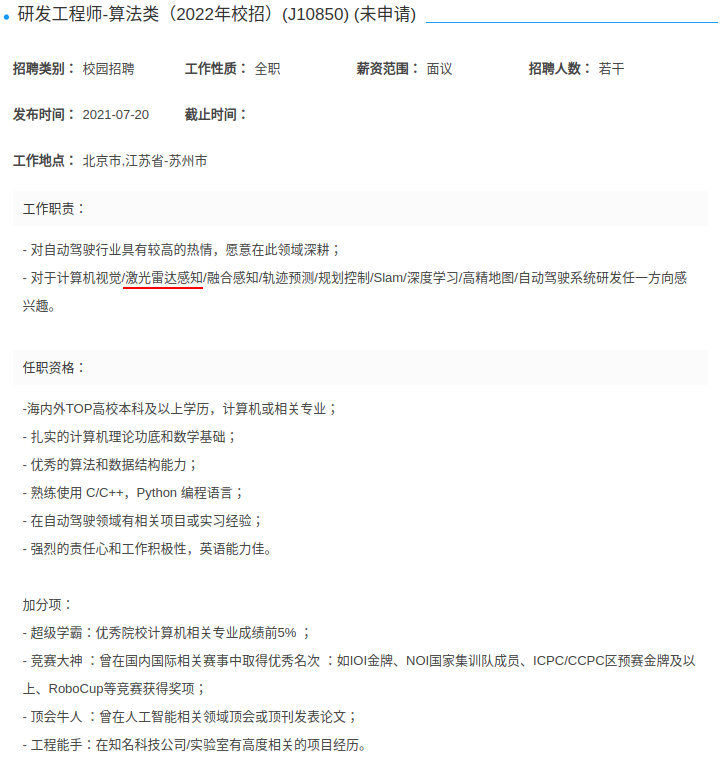 研发工程师-算法类（2022年校招）(J10850) (未申请)
招聘类别： 校园招聘 工作性质： 全职 薪资范围： 面议 招聘人数： 若干
发布时间： 2021-07-20 截止时间：
工作地点： 北京市,江苏省-苏州市
工作职责：
- 对自动驾驶行业具有较高的热情，愿意在此领域深耕；
- 对于计算机视觉/激光雷达感知/融合感知/轨迹预测/规划控制/Slam/深度学习/高精地图/自动驾驶系统研发任一方向感
兴趣。
任职资格：
-海内外TOP高校本科及以上学历，计算机或相关专业；
- 扎实的计算机理论功底和数学基础；
- 优秀的算法和数据结构能力；
- 熟练使用 C/C++，Python 编程语言；
- 在自动驾驶领域有相关项目或实习经验；
- 强烈的责任心和工作积极性，英语能力佳。
加分项：
- 超级学霸：优秀院校计算机相关专业成绩前5% ；
- 竞赛大神 ：曾在国内国际相关赛事中取得优秀名次 ：如IOI金牌、NOI国家集训队成员、ICPC/CCPC区预赛金牌及以
上、RoboCup等竞赛获得奖项；
- 顶会牛人 ：曾在人工智能相关领域顶会或顶刊发表论文；
- 工程能手：在知名科技公司/实验室有高度相关的项目经历。